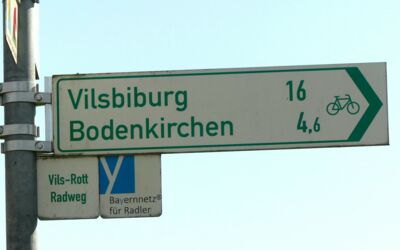 Vilsbiburg 16
Bodenkirchen 4,6
Vils-Rott
Radweg
Bayernnetz®
für Radler